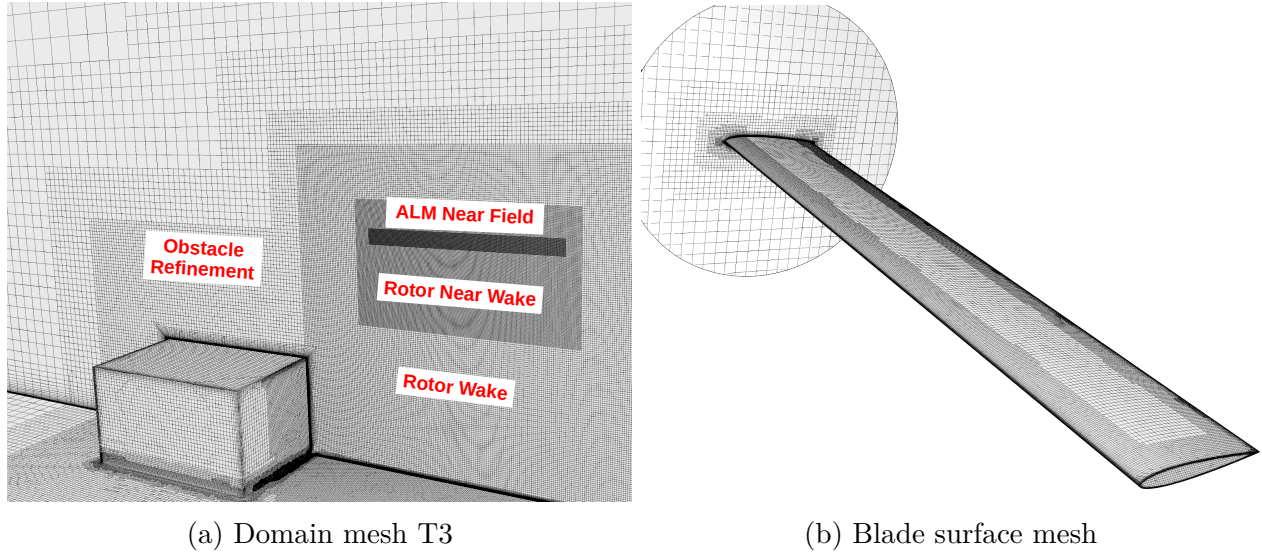 ALM Near Field
Obstacle
Refinement
Rotor Near Wake
Rotor Wake
(a) Domain mesh T3
(b) Blade surface mesh